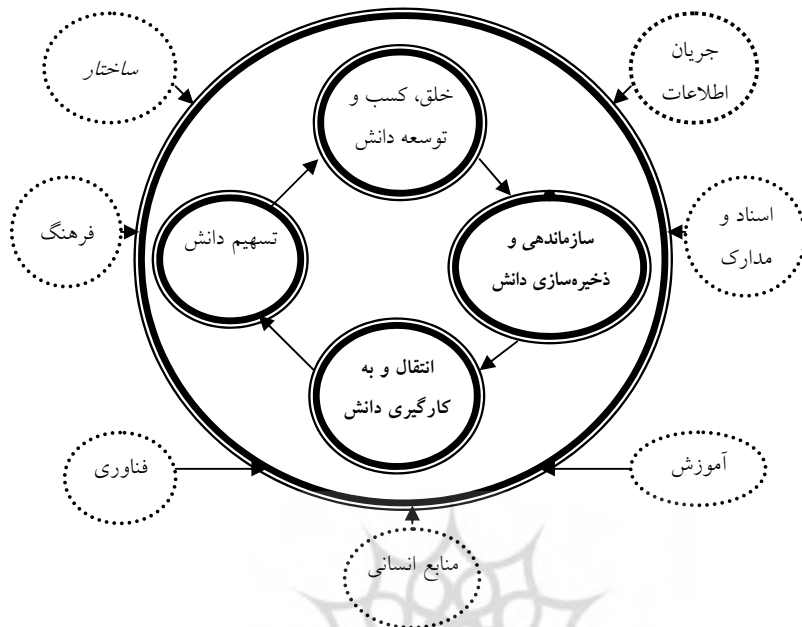 جریان
اطلاعات
ساختار
خلق، کسب و
توسعه دانش
اسناد و
مدارک
سازماندهی و
ذخیره‌سازی دانش
تسهیم دانش
فرهنگ
انتقال و به
کارگیری دانش
آموزش
فناوری
منابع انسانی